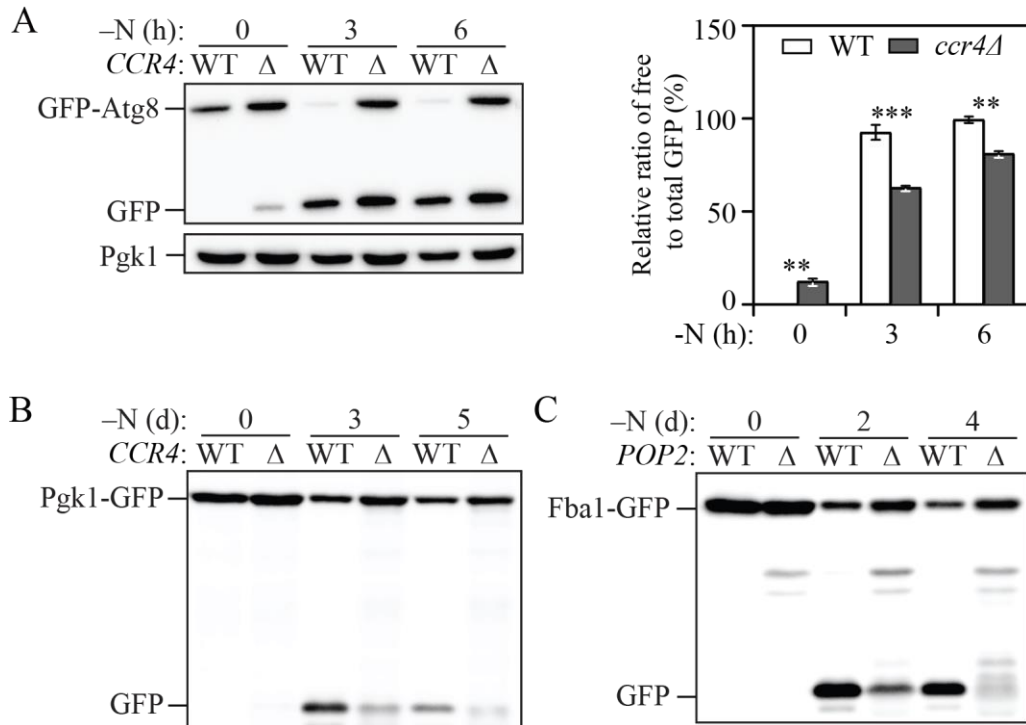 A
–N (h): 0 3 6
CCR4: WT Δ WT Δ WT Δ
GFP-Atg8
GFP
Pgk1
Relative ratio of free
to total GFP (%)
150
100
50
0
WT ccr4Δ
** *** **
-N (h): 0 3 6
B
–N (d): 0 3 5
CCR4: WT Δ WT Δ WT Δ
Pgk1-GFP
GFP
C
–N (d): 0 2 4
POP2: WT Δ WT Δ WT Δ
Fba1-GFP
GFP